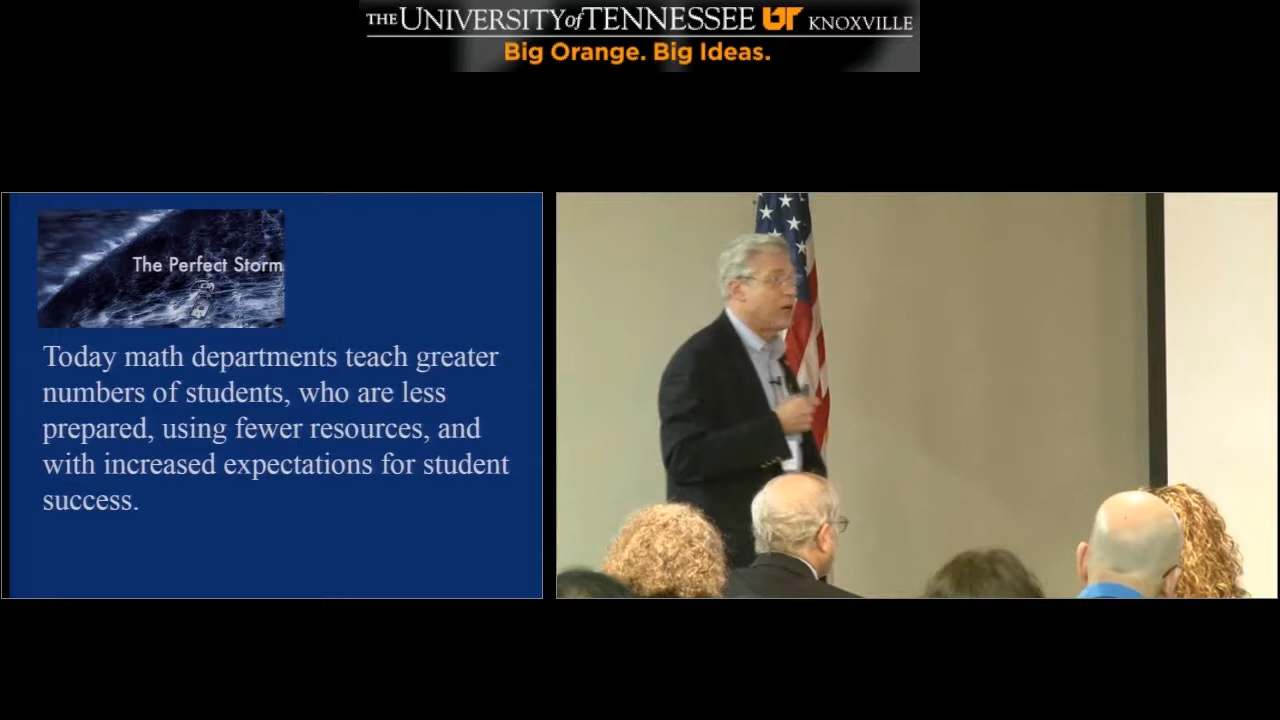 THE UNIVERSITY of TENNESSEE UT KNOXVILLE
Big Orange. Big Ideas.
The Perfect Storm
Today math departments teach greater
numbers of students, who are less
prepared, using fewer resources, and
with increased expectations for student
success.